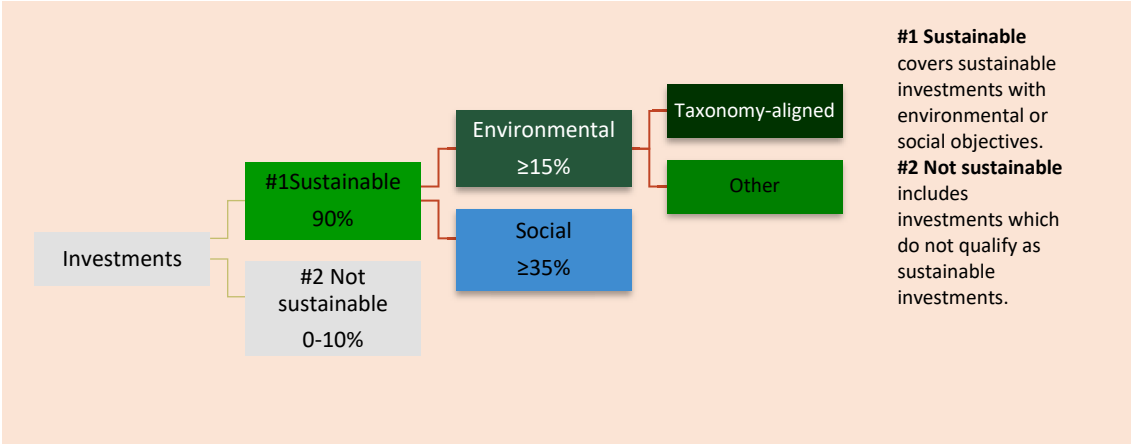 Investments
#1Sustainable
90%
#2 Not
sustainable
0-10%
Environmental
≥15%
Social
≥35%
Taxonomy-aligned
Other
#1 Sustainable
covers sustainable
investments with
environmental or
social objectives.
#2 Not sustainable
includes
investments which
do not qualify as
sustainable
investments.